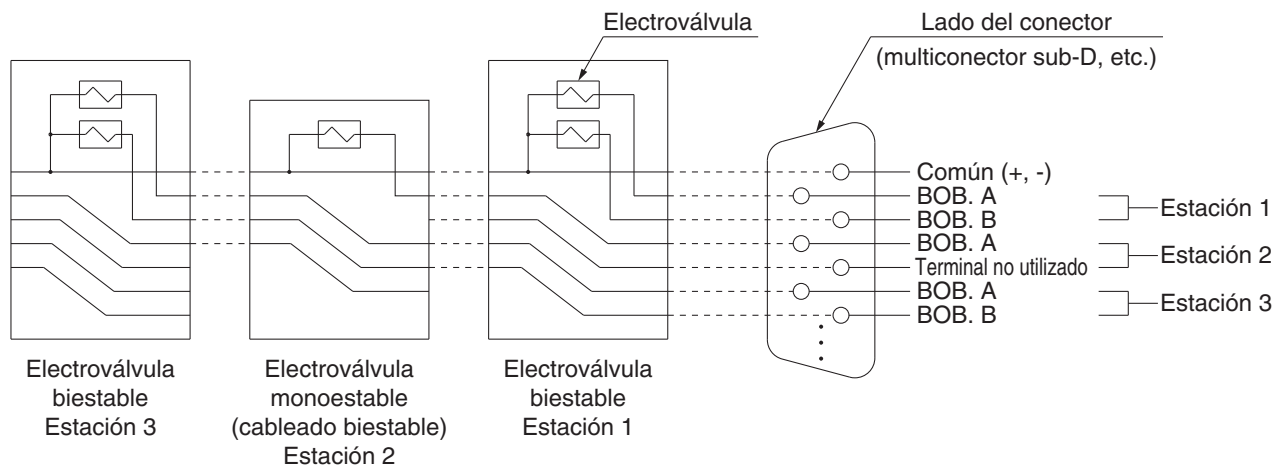 Electroválvula
Lado del conector
(multiconector sub-D, etc.)
Común (+, -)
BOB. A
BOB. B
Estación 1
BOB. A
Terminal no utilizado
Estación 2
BOB. A
BOB. B
Estación 3
Electroválvula
biestable
Estación 3
Electroválvula
monoestable
(cableado biestable)
Estación 2
Electroválvula
biestable
Estación 1